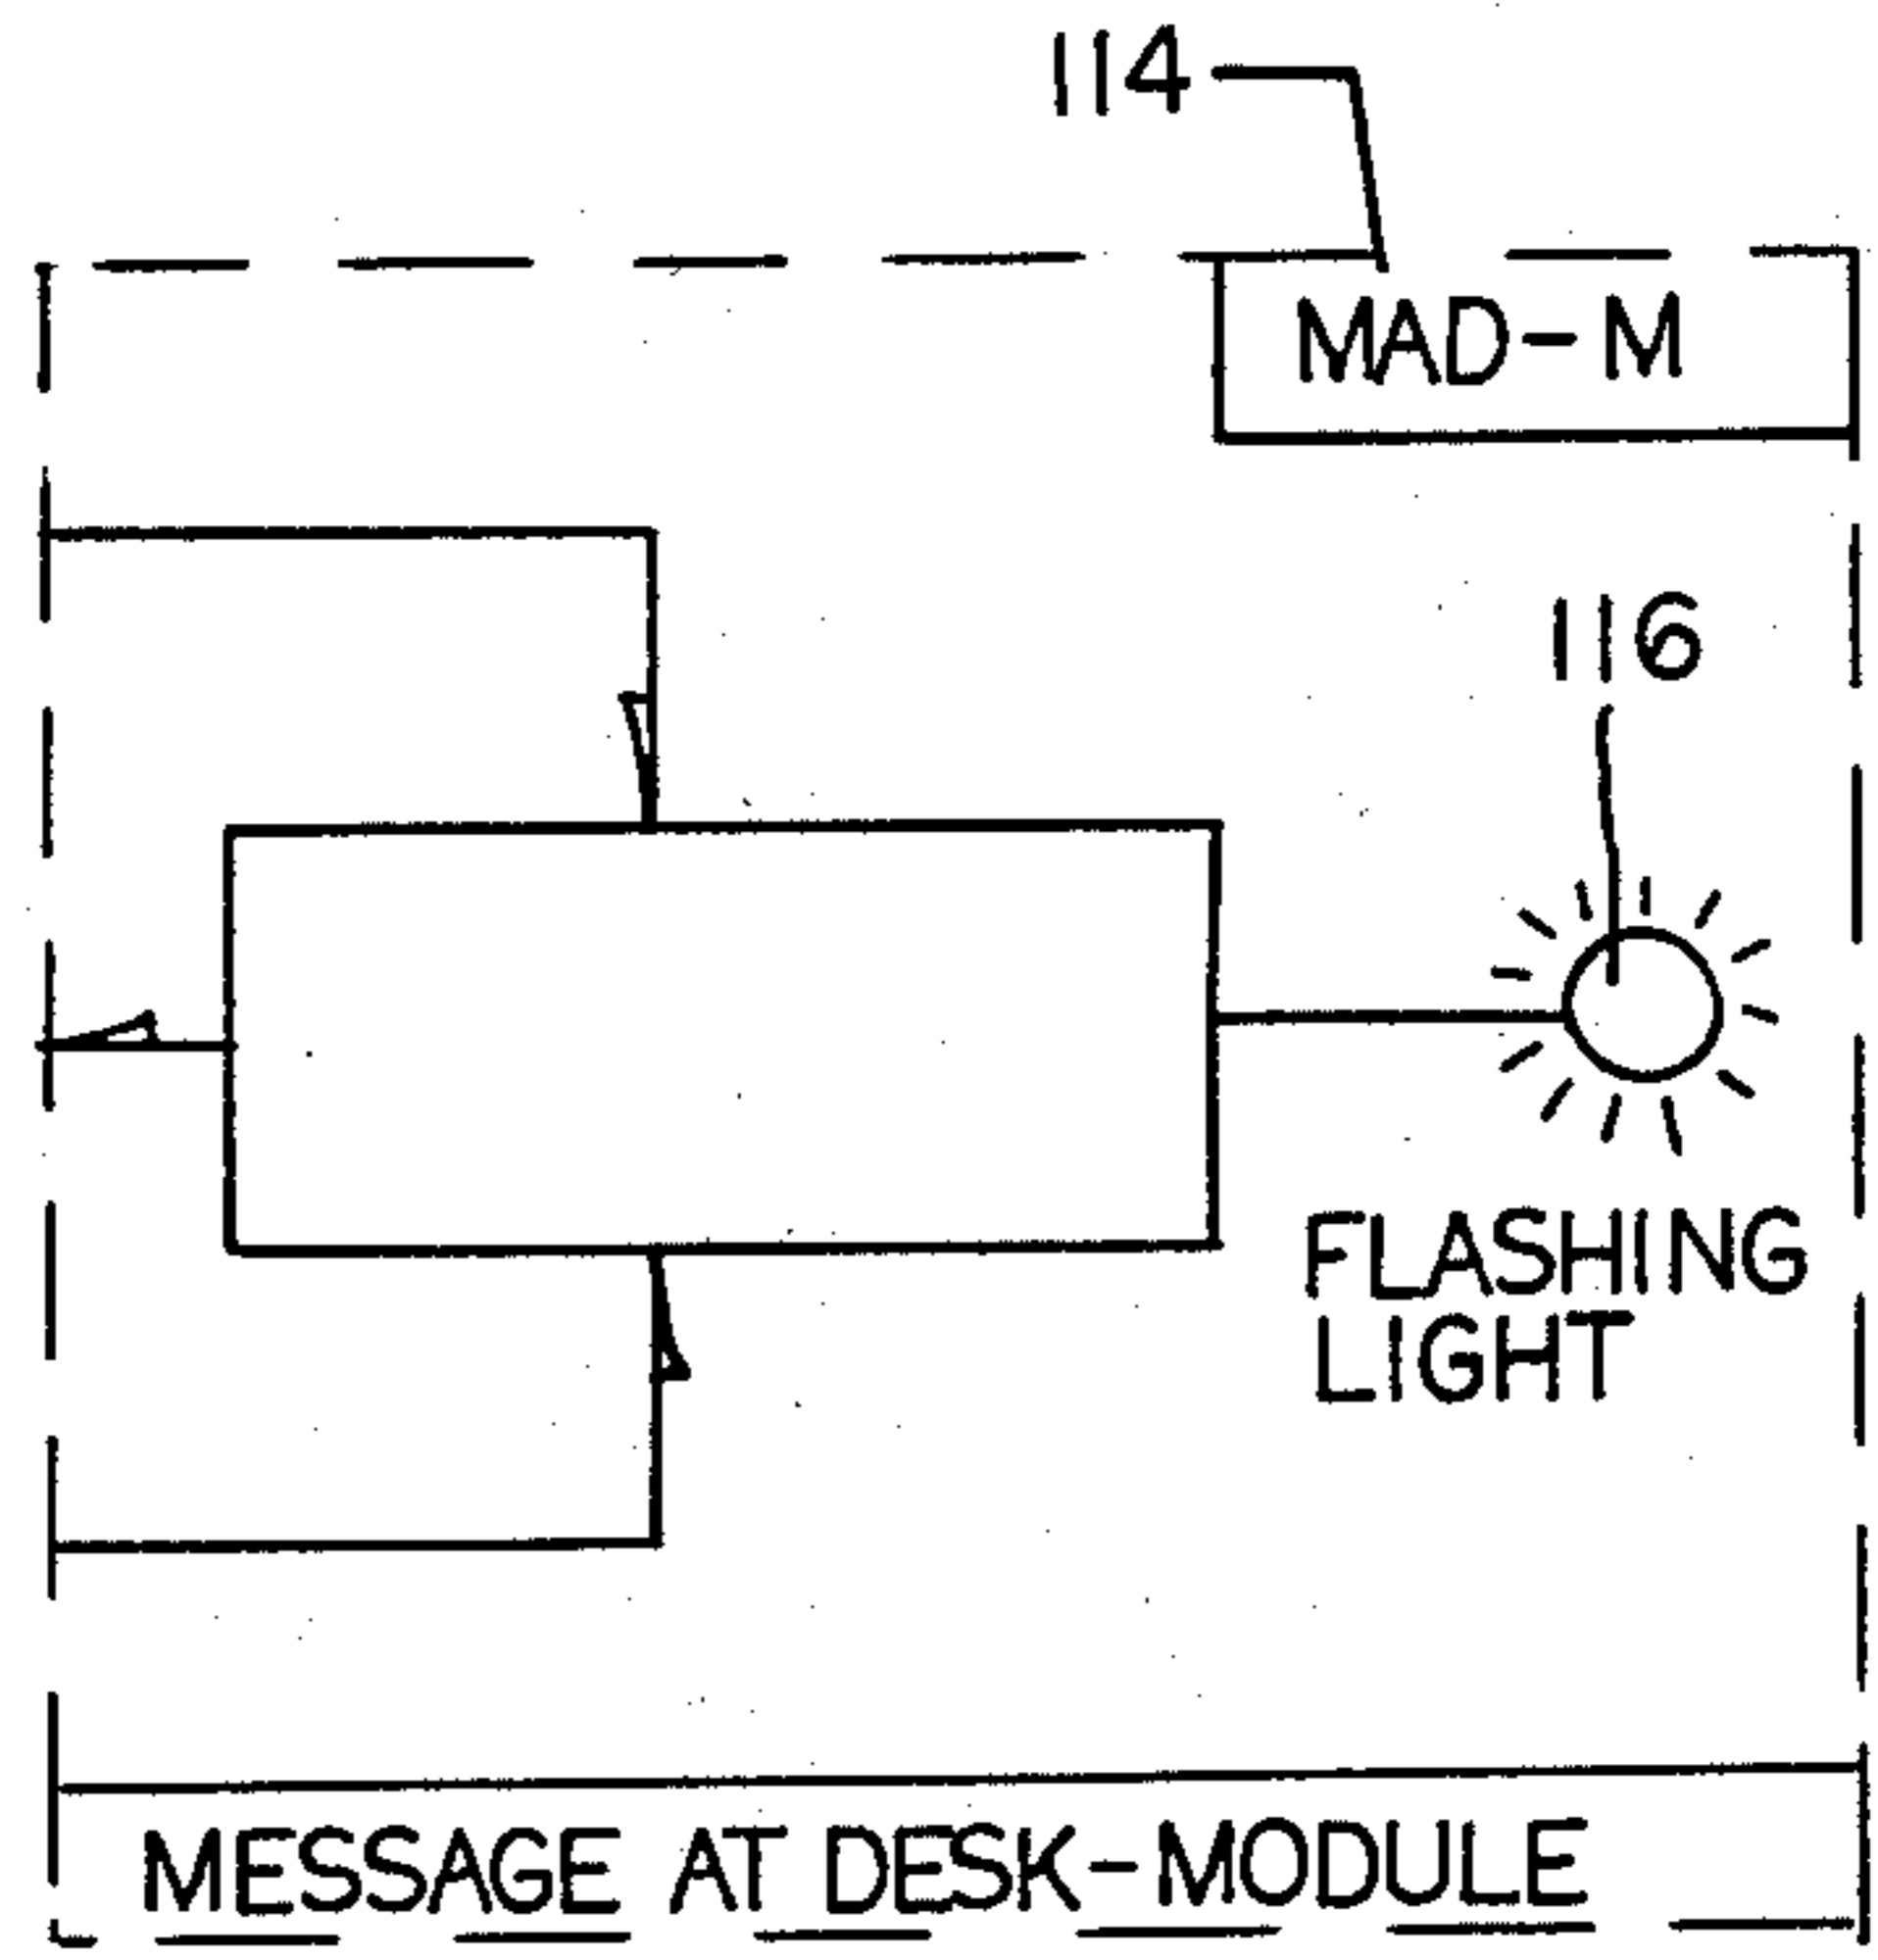 114
MAD-M
116
FLASHING
LIGHT
MESSAGE AT DESK-MODULE